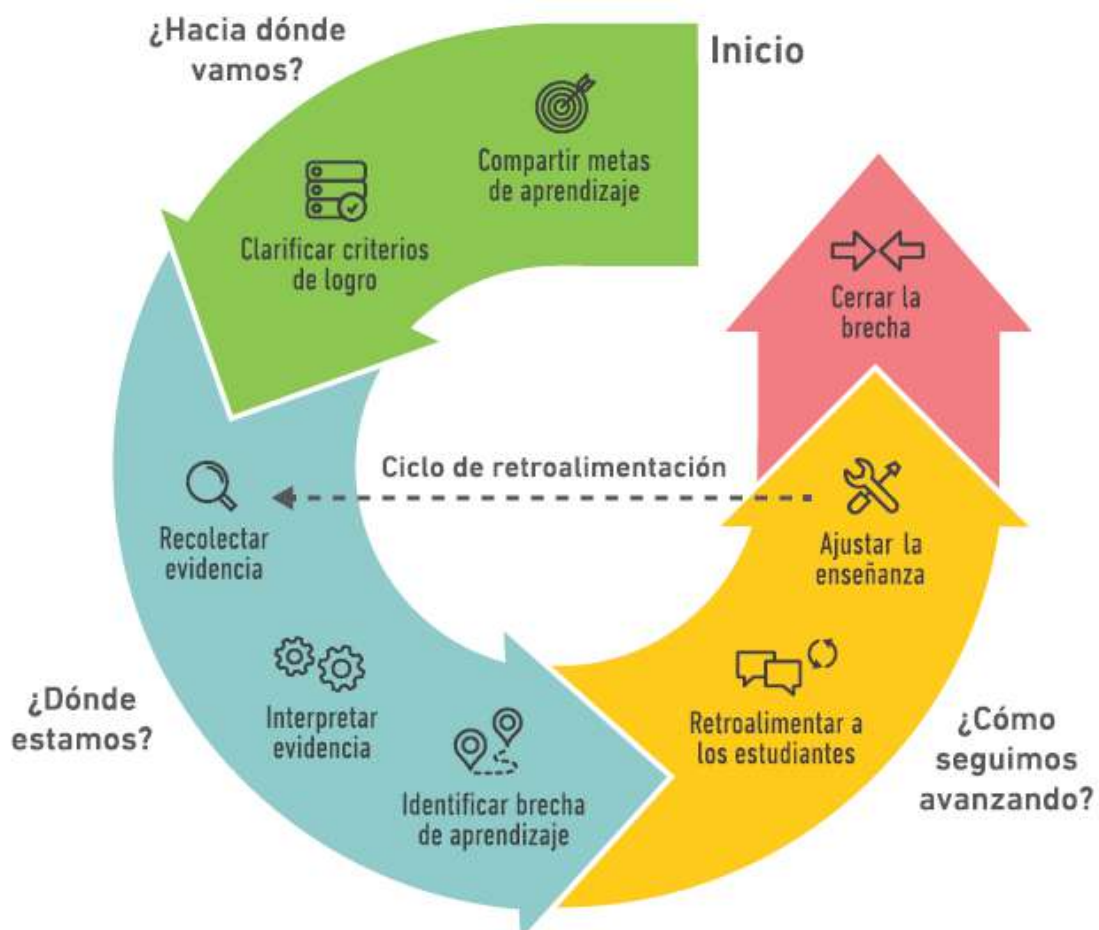 Inicio
¿Hacia dónde
vamos?
Compartir metas
de aprendizaje
Clarificar criterios
de logro
¿Dónde
estamos?
Recolectar
evidencia
Interpretar
evidencia
Identificar brecha
de aprendizaje
¿Cómo
seguimos
avanzando?
Retroalimentar a
los estudiantes
Ajustar la
enseñanza
Ciclo de retroalimentación
Cerrar la
brecha